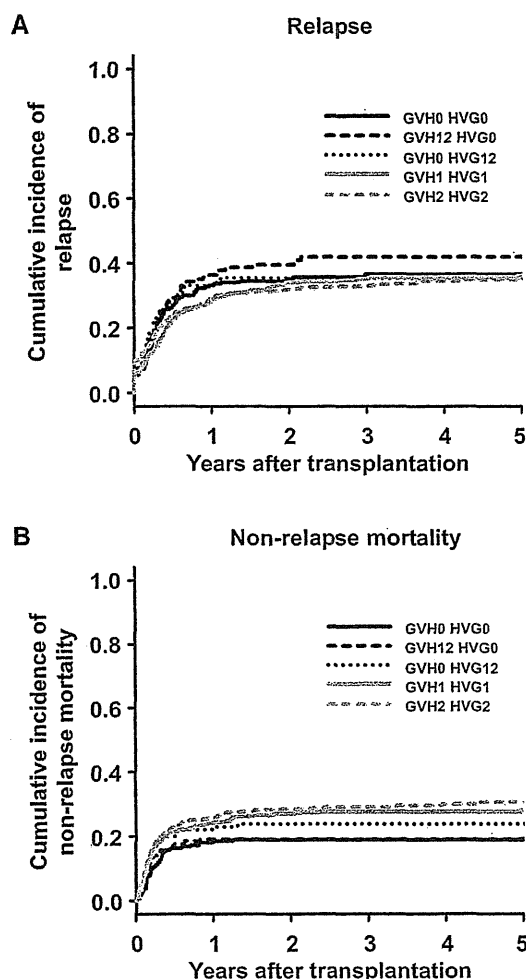 A
Relapse
Cumulative incidence of
relapse
1.0
0.8
0.6
0.4
0.2
0.0
GVH0 HVG0
GVH12 HVG0
GVH0 HVG12
GVH1 HVG1
GVH2 HVG2
0 1 2 3 4 5
Years after transplantation
B
Non-relapse mortality
Cumulative incidence of
non-relapse mortality
1.0
0.8
0.6
0.4
0.2
0.0
GVH0 HVG0
GVH12 HVG0
GVH0 HVG12
GVH1 HVG1
GVH2 HVG2
0 1 2 3 4 5
Years after transplantation